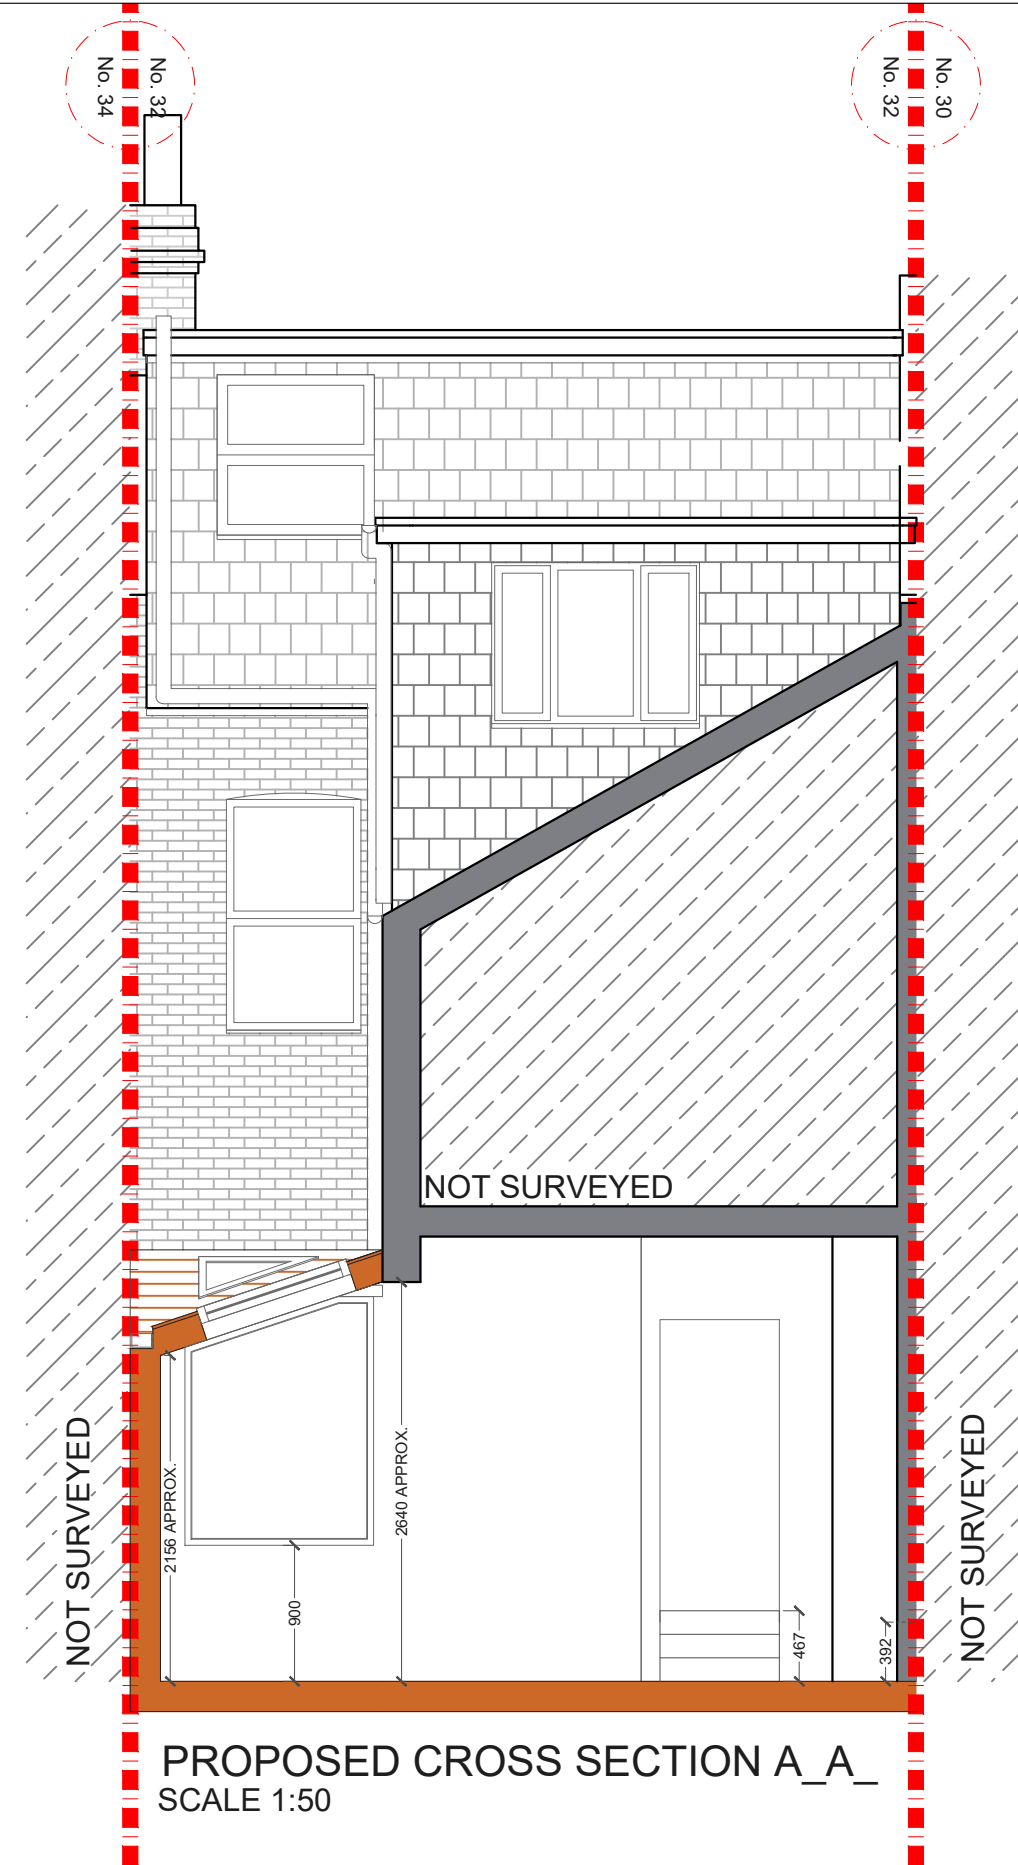 No. 32
No. 34
No. 30
No. 32
NOT SURVEYED
NOT SURVEYED
NOT SURVEYED
2156 APPROX.
900
2640 APPROX.
467
392
PROPOSED CROSS SECTION A_A_
SCALE 1:50